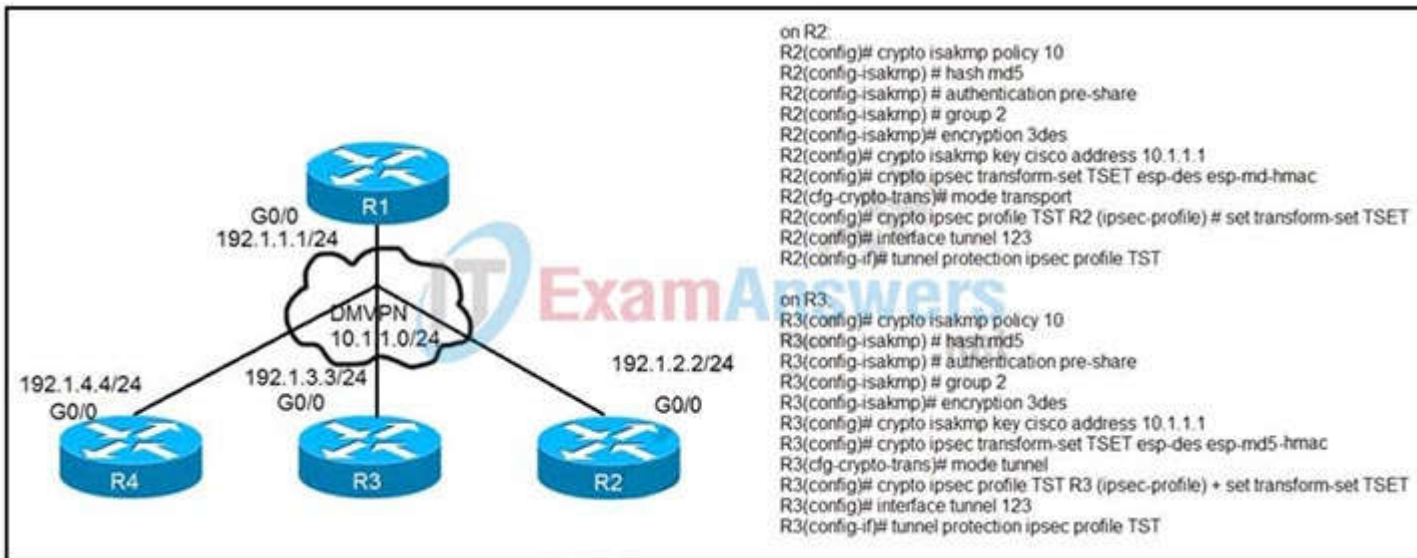 G0/0
192.1.1.1/24
R1
DMVPN
10.1.1.0/24
192.1.4.4/24
G0/0
192.1.3.3/24
G0/0
192.1.2.2/24
G0/0
R4
R3
R2
on R2:
R2(config)# crypto isakmp policy 10
R2(config-isakmp) # hash md5
R2(config-isakmp) # authentication pre-share
R2(config-isakmp) # group 2
R2(config-isakmp)# encryption 3des
R2(config)# crypto isakmp key cisco address 10.1.1.1
R2(config)# crypto ipsec transform-set TSET esp-des esp-md-hmac
R2(cfg-crypto-trans)# mode transport
R2(config)# crypto ipsec profile TST R2 (ipsec-profile) # set transform-set TSET
R2(config)# interface tunnel 123
R2(config-if)# tunnel protection ipsec profile TST
on R3:
R3(config)# crypto isakmp policy 10
R3(config-isakmp) # hash md5
R3(config-isakmp) # authentication pre-share
R3(config-isakmp) # group 2
R3(config-isakmp)# encryption 3des
R3(config)# crypto isakmp key cisco address 10.1.1.1
R3(config)# crypto ipsec transform-set TSET esp-des esp-md5-hmac
R3(cfg-crypto-trans)# mode tunnel
R3(config)# crypto ipsec profile TST R3 (ipsec-profile) + set transform-set TSET
R3(config)# interface tunnel 123
R3(config-if)# tunnel protection ipsec profile TST
IT ExamAnswers